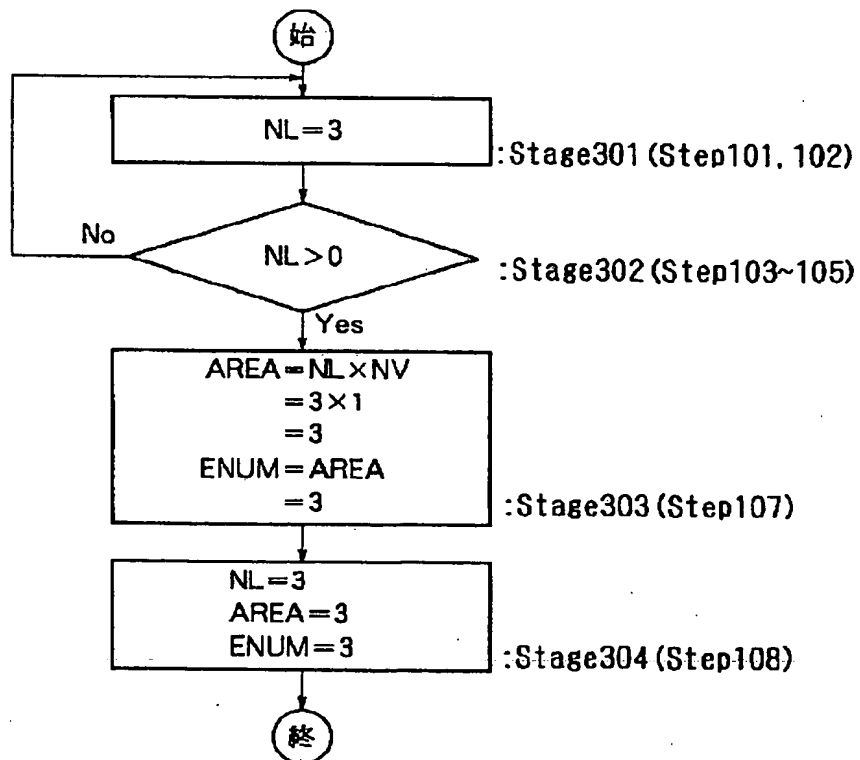 始
NL=3
:Stage301(Step101,102)
No
NL>0
:Stage302(Step103~105)
Yes
AREA=NL×NV
=3×1
=3
ENUM=AREA
=3
:Stage303(Step107)
NL=3
AREA=3
ENUM=3
:Stage304(Step108)
終